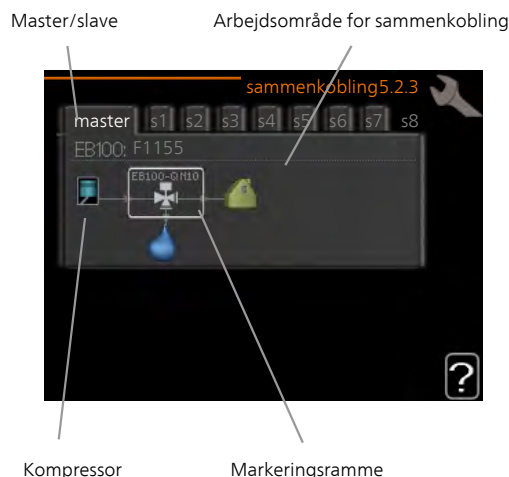 Master/slave
Arbejdsområde for sammenkobling
sammenkobling5.2.3
master s1 s2 s3 s4 s5 s6 s7 s8
EB100: F1155
EB100-QN10
?
Kompressor
Markeringsramme